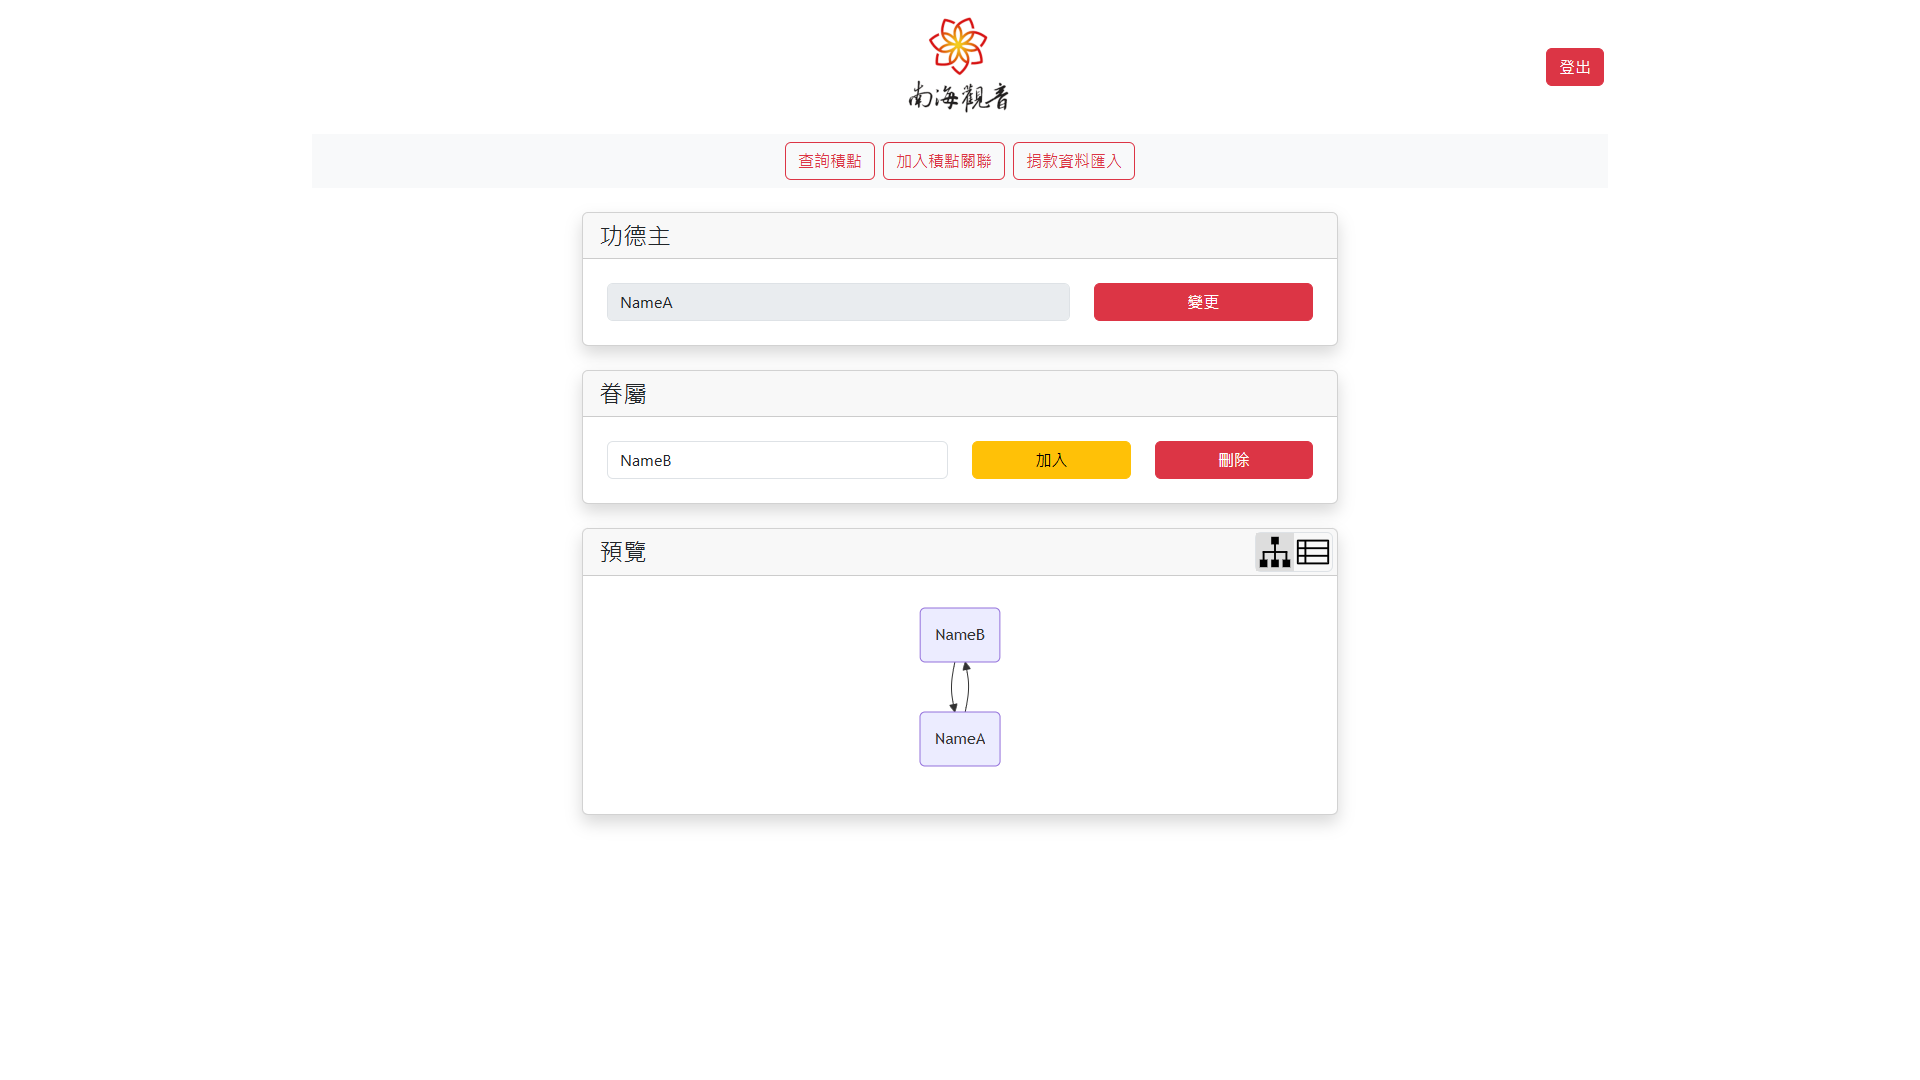 南海觀音
登出
查詢積點 加入積點關聯 捐款資料匯入
功德主
NameA 變更
眷屬
NameB 加入 刪除
預覽
NameB
NameA